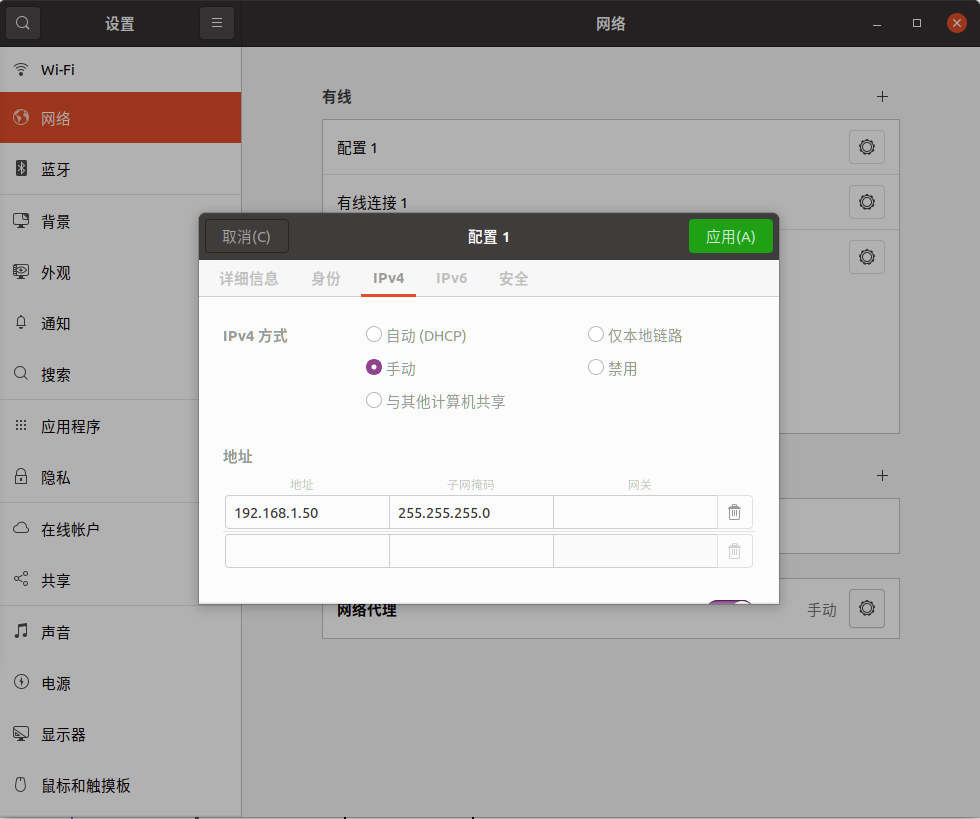 设置
网络
Wi-Fi
网络
蓝牙
背景
外观
通知
搜索
应用程序
隐私
在线帐户
共享
声音
电源
显示器
鼠标和触摸板
有线
配置 1
有线连接 1
取消(C)
配置 1
应用(A)
详细信息
身份
IPv4
IPv6
安全
IPv4 方式
自动 (DHCP)
仅本地链路
手动
禁用
与其他计算机共享
地址
地址
子网掩码
网关
192.168.1.50
255.255.255.0
网络代理
手动